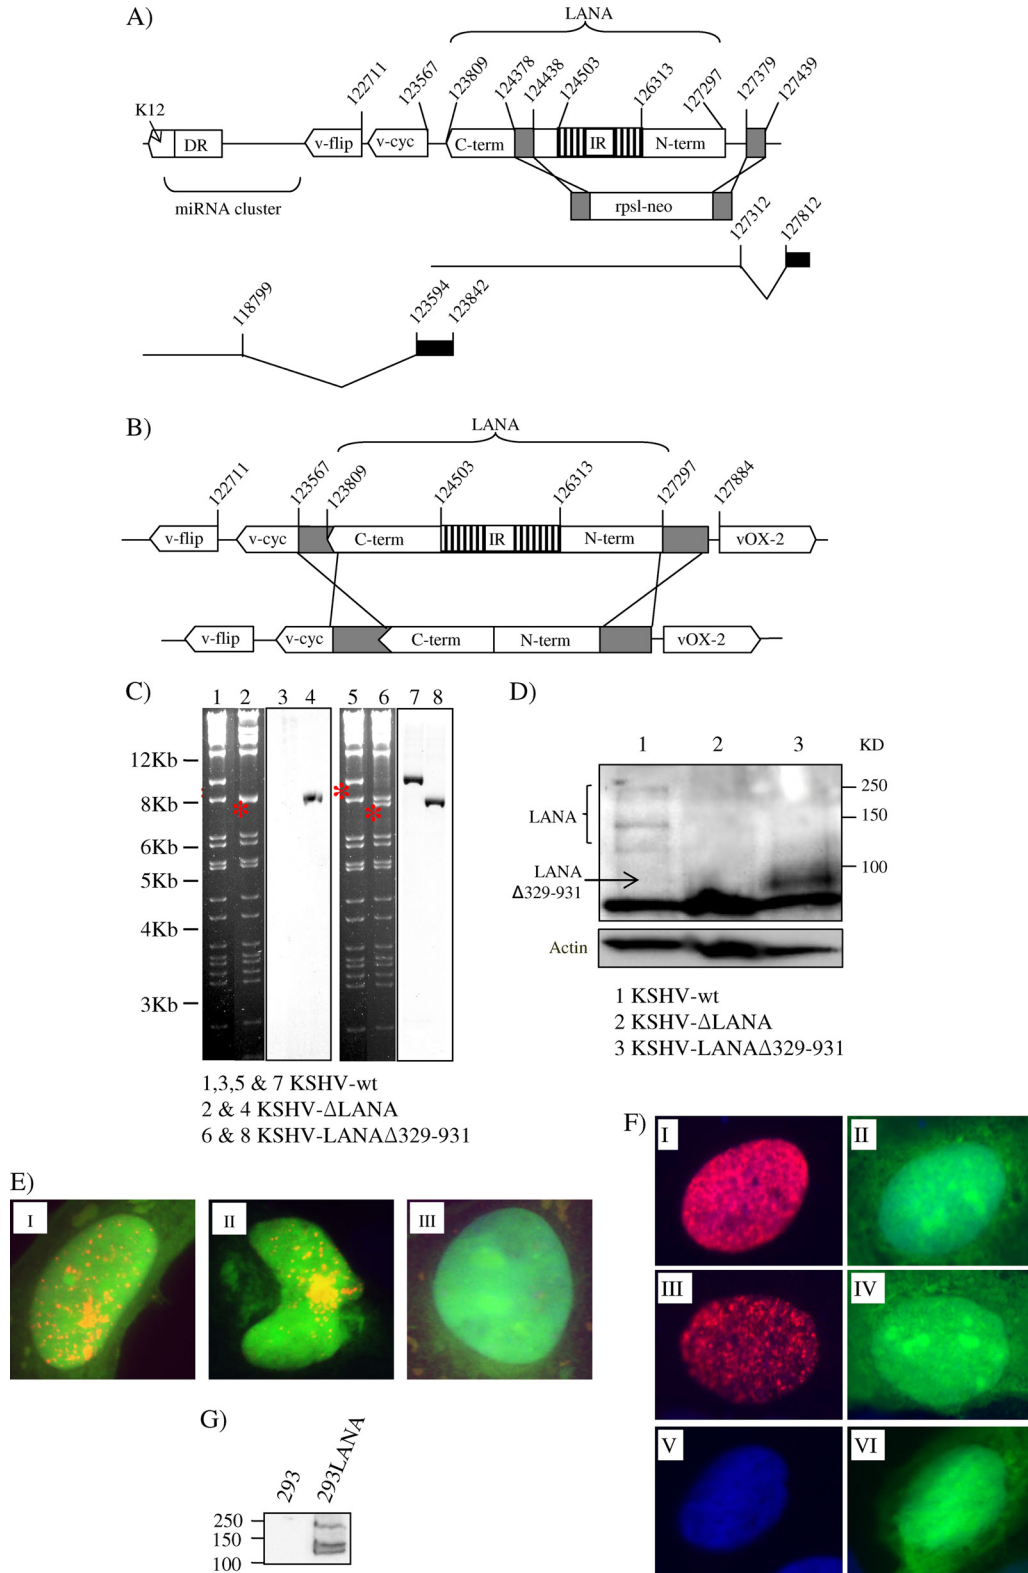 A)
LANA
122711
123567
123809
124378
124438
124503
126313
127297
127379
127439
K12
DR
v-flip
v-cyc
C-term
IR
N-term
miRNA cluster
rpsl-neo
127312
127812
118799
123594
123842
B)
LANA
122711
123567
123809
124503
126313
127297
127884
v-flip
v-cyc
C-term
IR
N-term
vOX-2
v-flip
v-cyc
C-term
N-term
vOX-2
C)
1 2 3 4 5 6 7 8
12Kb
8Kb
6Kb
5Kb
4Kb
3Kb
*
*
*
1,3,5 & 7 KSHV-wt
2 & 4 KSHV-ΔLANA
6 & 8 KSHV-LANAΔ329-931
D)
1 2 3 KD
250
150
100
LANA
LANA
Δ329-931
Actin
1 KSHV-wt
2 KSHV-ΔLANA
3 KSHV-LANAΔ329-931
E)
I
II
III
F)
I
II
III
IV
V
VI
G)
293
293LANA
250
150
100